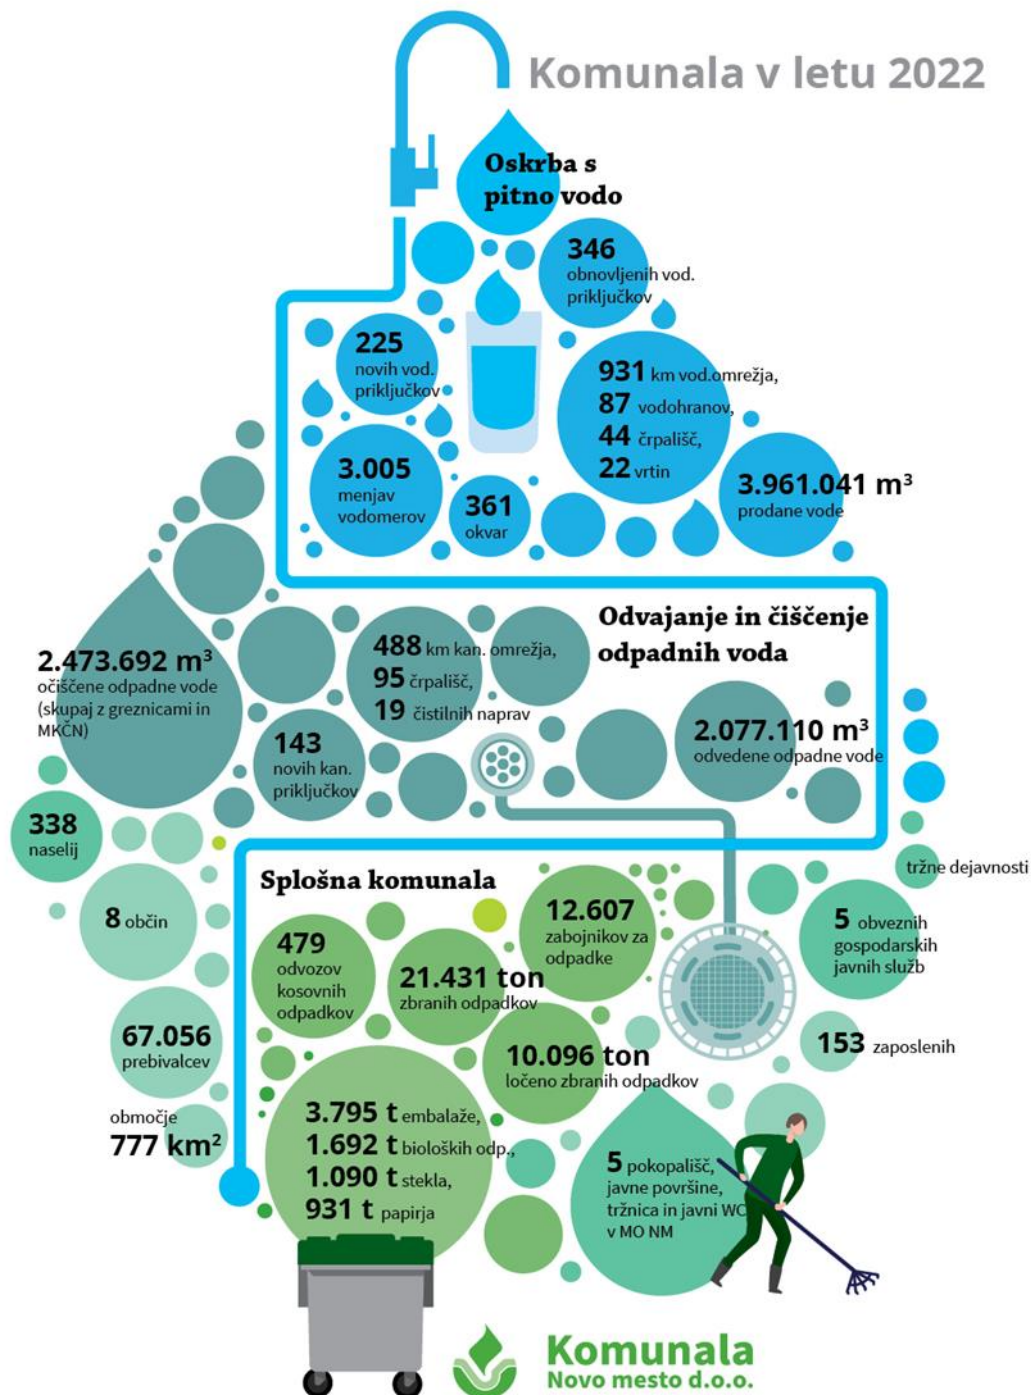 Komunala v letu 2022
Oskrba s
pitno vodo
346
obnovljenih vod.
priključkov
225
novih vod.
priključkov
931 km vod.omrežja,
87 vodohranov,
44 črpališč,
22 vrtin
3.005
menjav
vodomerov
361
okvar
3.961.041 m³
prodane vode
Odvajanje in čiščenje
odpadnih voda
2.473.692 m³
očiščene odpadne vode
(skupaj z greznicami in
MKČN)
488 km kan. omrežja,
95 črpališč,
19 čistilnih naprav
143
novih kan.
priključkov
2.077.110 m³
odvedene odpadne vode
338
naselij
8 občin
67.056
prebivalcev
območje
777 km²
Splošna komunala
479
odvozov
kosovnih
odpadkov
21.431 ton
zbranih odpadkov
12.607
zabojnikov za
odpadke
10.096 ton
ločeno zbranih odpadkov
3.795 t embalaže,
1.692 t bioloških odp.,
1.090 t stekla,
931 t papirja
tržne dejavnosti
5 obveznih
gospodarskih
javnih služb
153 zaposlenih
5 pokopališč,
javne površine,
tržnica in javni WC
v MO NM
Komunala
Novo mesto d.o.o.